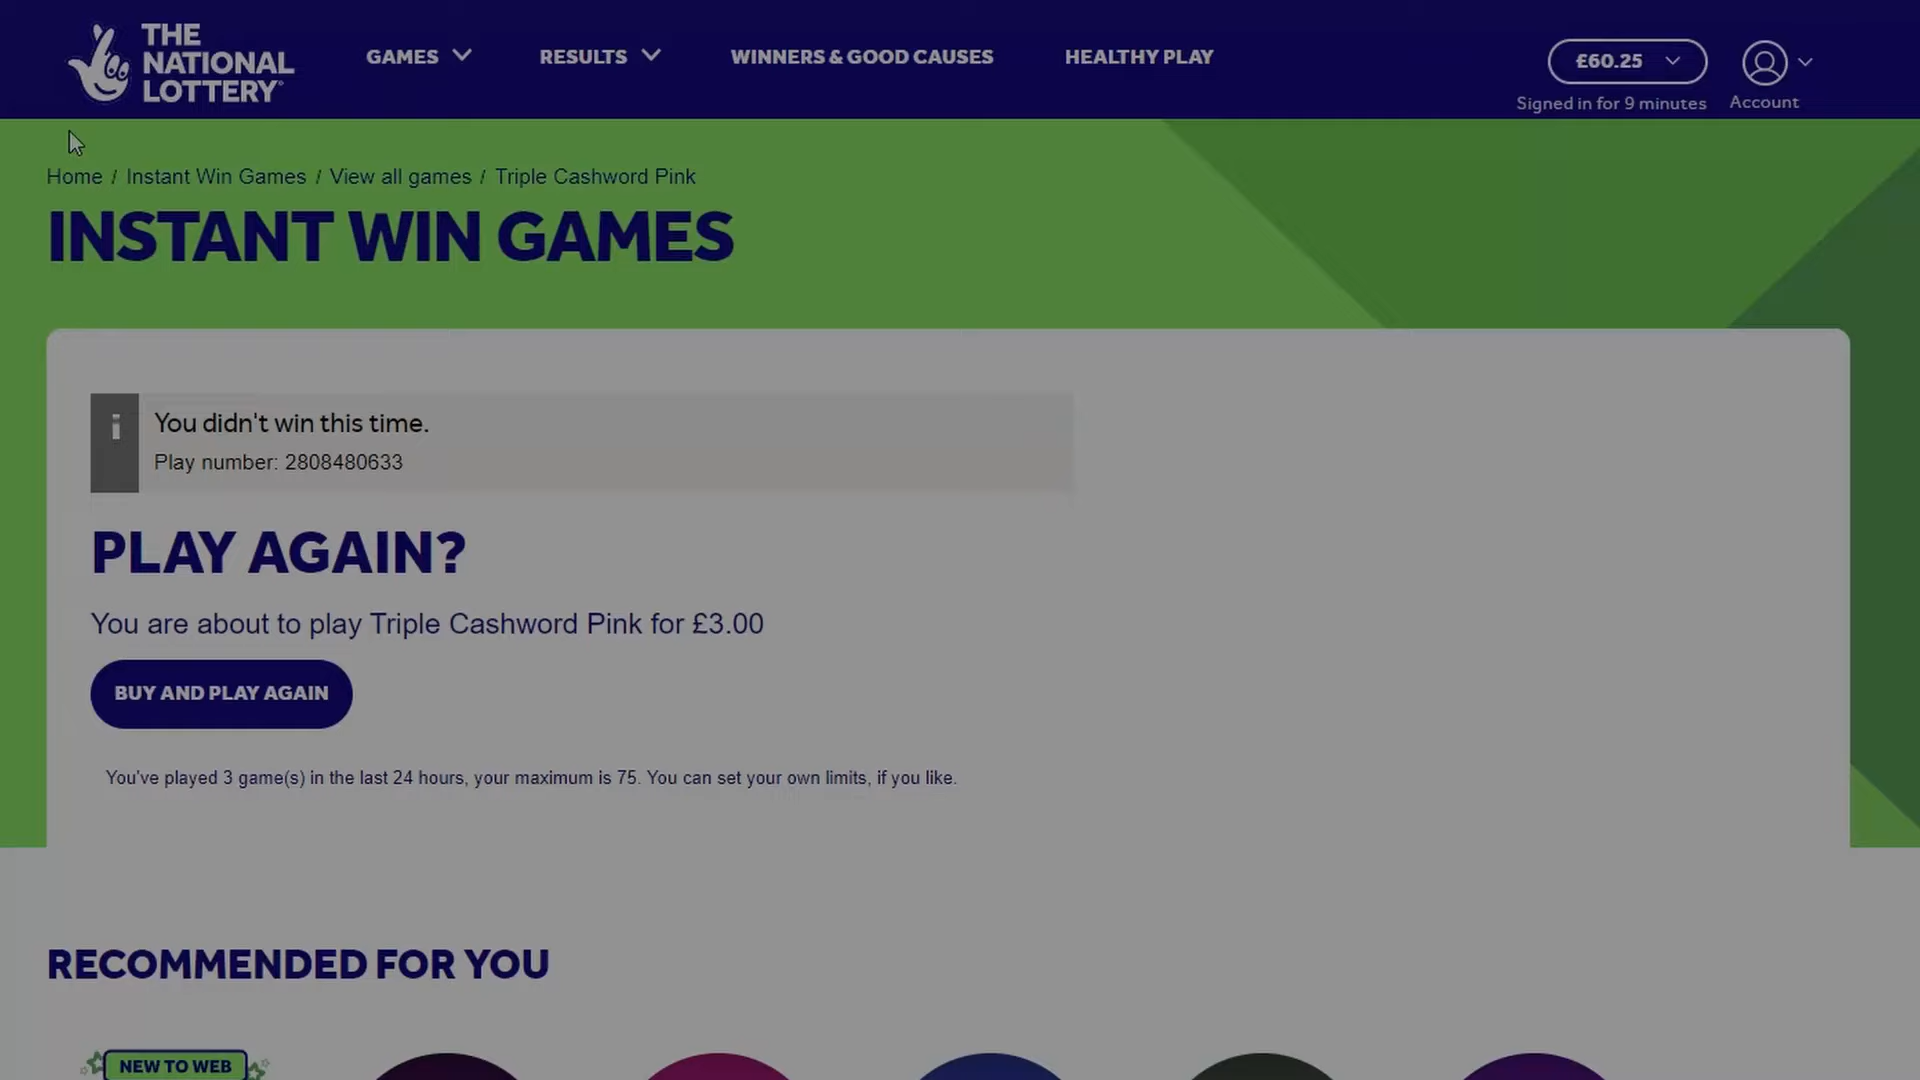 THE
NATIONAL
LOTTERY
GAMES
RESULTS
WINNERS & GOOD CAUSES
HEALTHY PLAY
£60.25
Signed in for 9 minutes
Account
Home / Instant Win Games / View all games / Triple Cashword Pink
INSTANT WIN GAMES
i
You didn't win this time.
Play number: 2808480633
PLAY AGAIN?
You are about to play Triple Cashword Pink for £3.00
BUY AND PLAY AGAIN
You've played 3 game(s) in the last 24 hours, your maximum is 75. You can set your own limits, if you like.
RECOMMENDED FOR YOU
NEW TO WEB